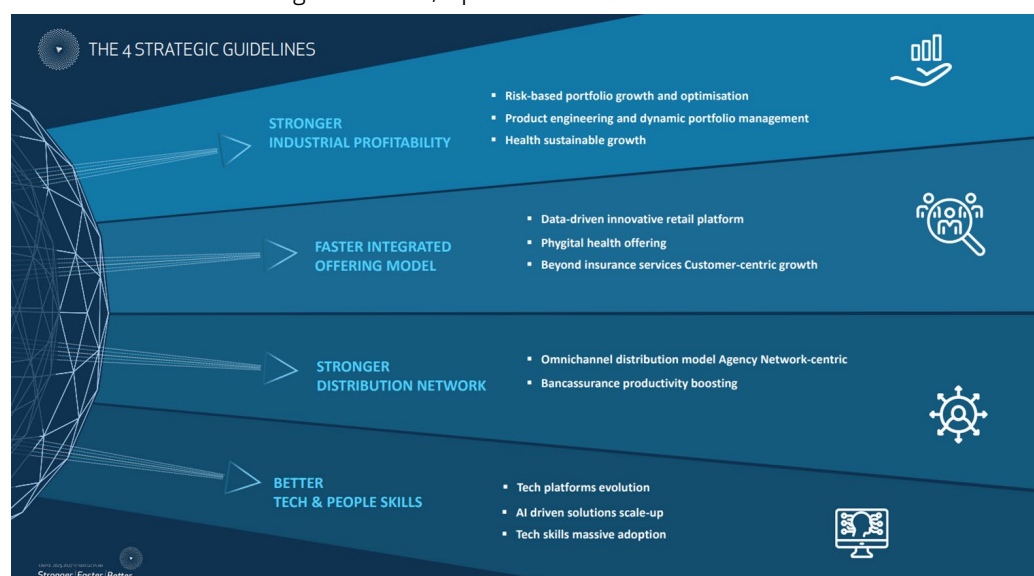 THE 4 STRATEGIC GUIDELINES
STRONGER
INDUSTRIAL PROFITABILITY
▪ Risk-based portfolio growth and optimisation
▪ Product engineering and dynamic portfolio management
▪ Health sustainable growth
FASTER INTEGRATED
OFFERING MODEL
▪ Data-driven innovative retail platform
▪ Phygital health offering
▪ Beyond insurance services Customer-centric growth
STRONGER
DISTRIBUTION NETWORK
▪ Omnichannel distribution model Agency Network-centric
▪ Bancassurance productivity boosting
BETTER
TECH & PEOPLE SKILLS
▪ Tech platforms evolution
▪ AI driven solutions scale-up
▪ Tech skills massive adoption
Stronger|Faster|Better